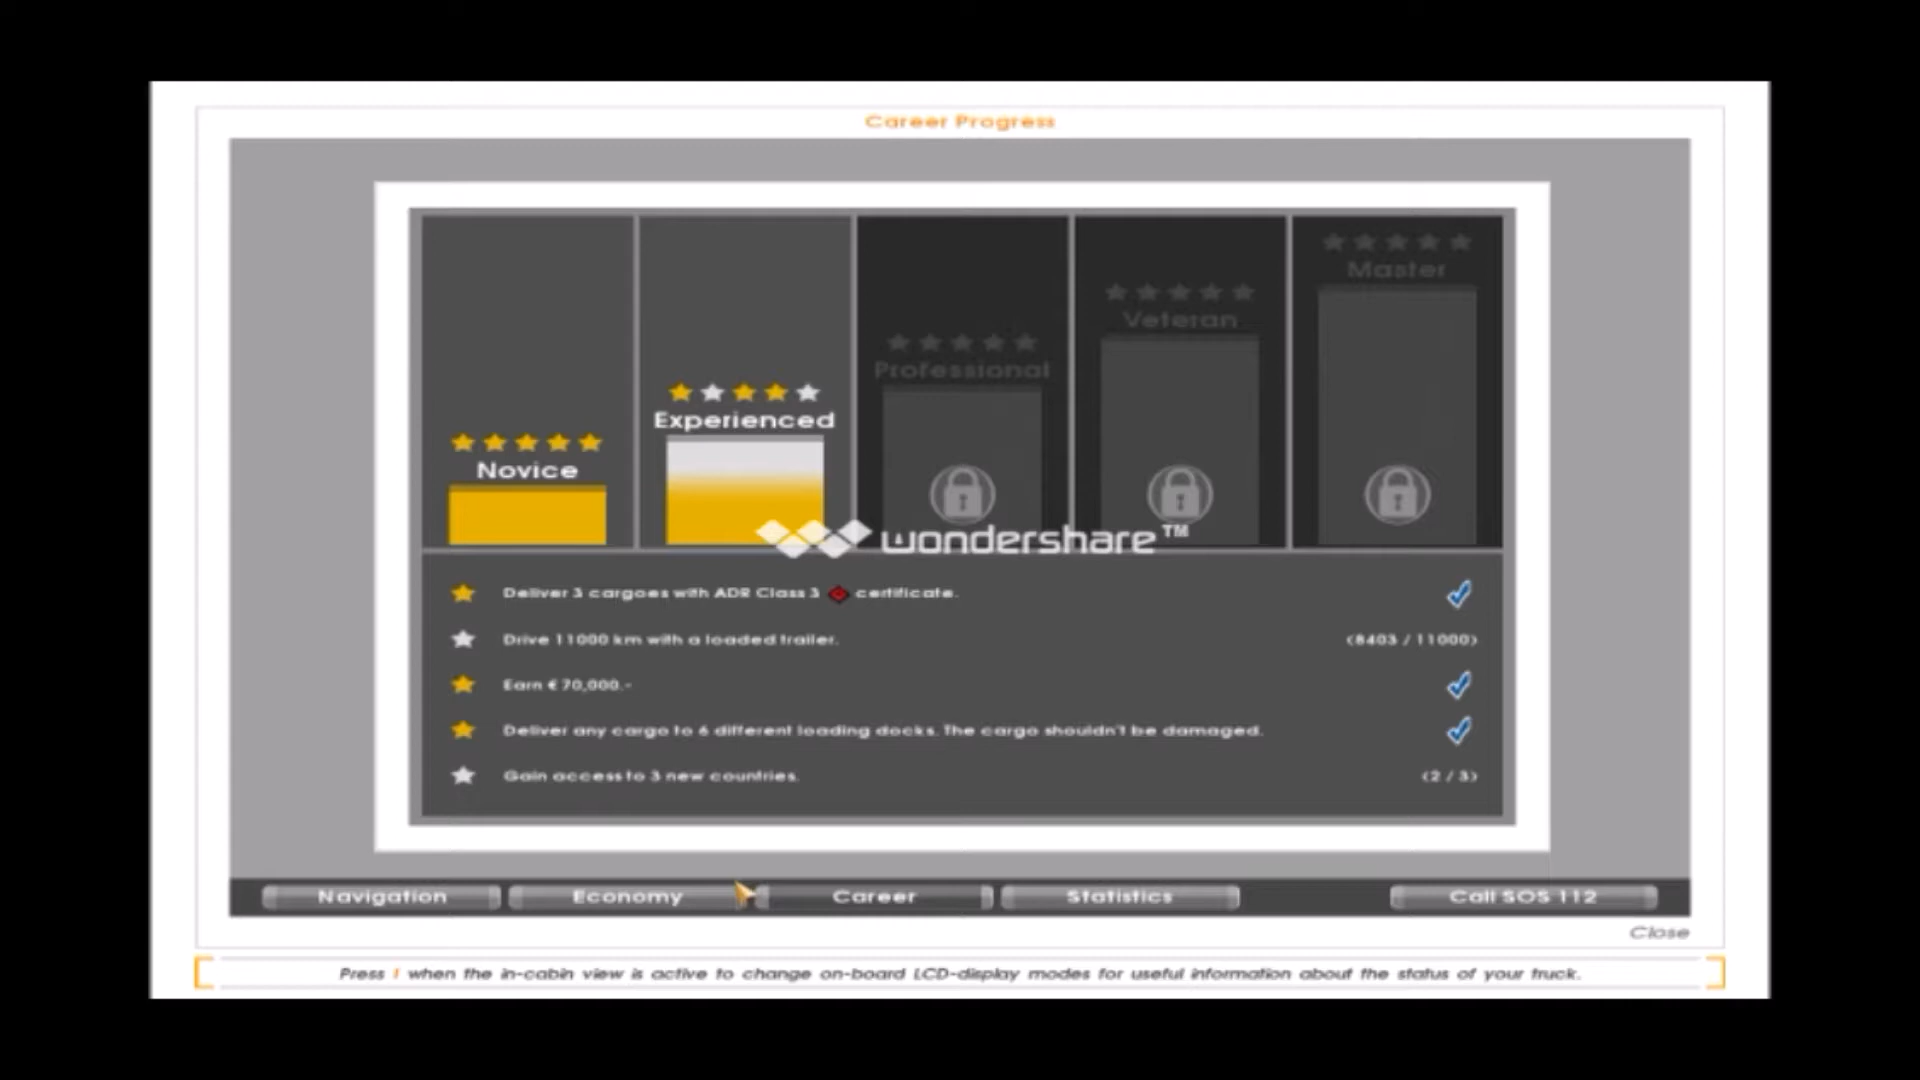 Career Progress
Master
Veteran
Professional
Experienced
Novice
wondershare™
Deliver 3 cargoes with ADR Class 3 certificate.
Drive 11000 km with a loaded trailer. (8403 / 11000)
Earn € 70,000.-
Deliver any cargo to 6 different loading docks. The cargo shouldn't be damaged.
Gain access to 3 new countries. (2 / 3)
Navigation Economy Career Statistics Call SOS 112
Close
Press I when the in-cabin view is active to change on-board LCD-display modes for useful information about the status of your truck.